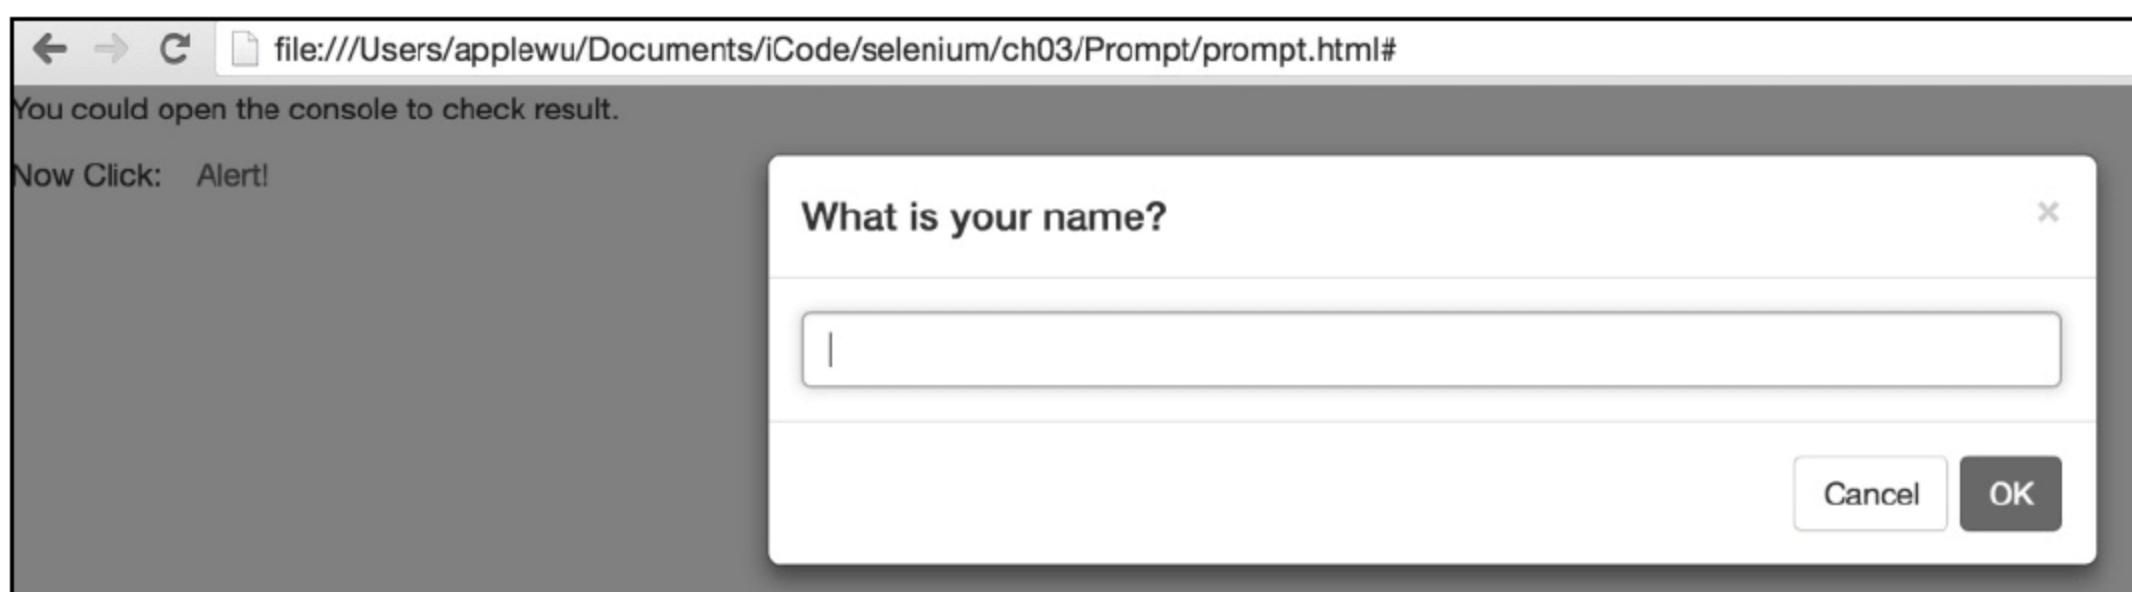 file:///Users/applewu/Documents/iCode/selenium/ch03/Prompt/prompt.html#
You could open the console to check result.
Now Click: Alert!
What is your name?
×
Cancel OK